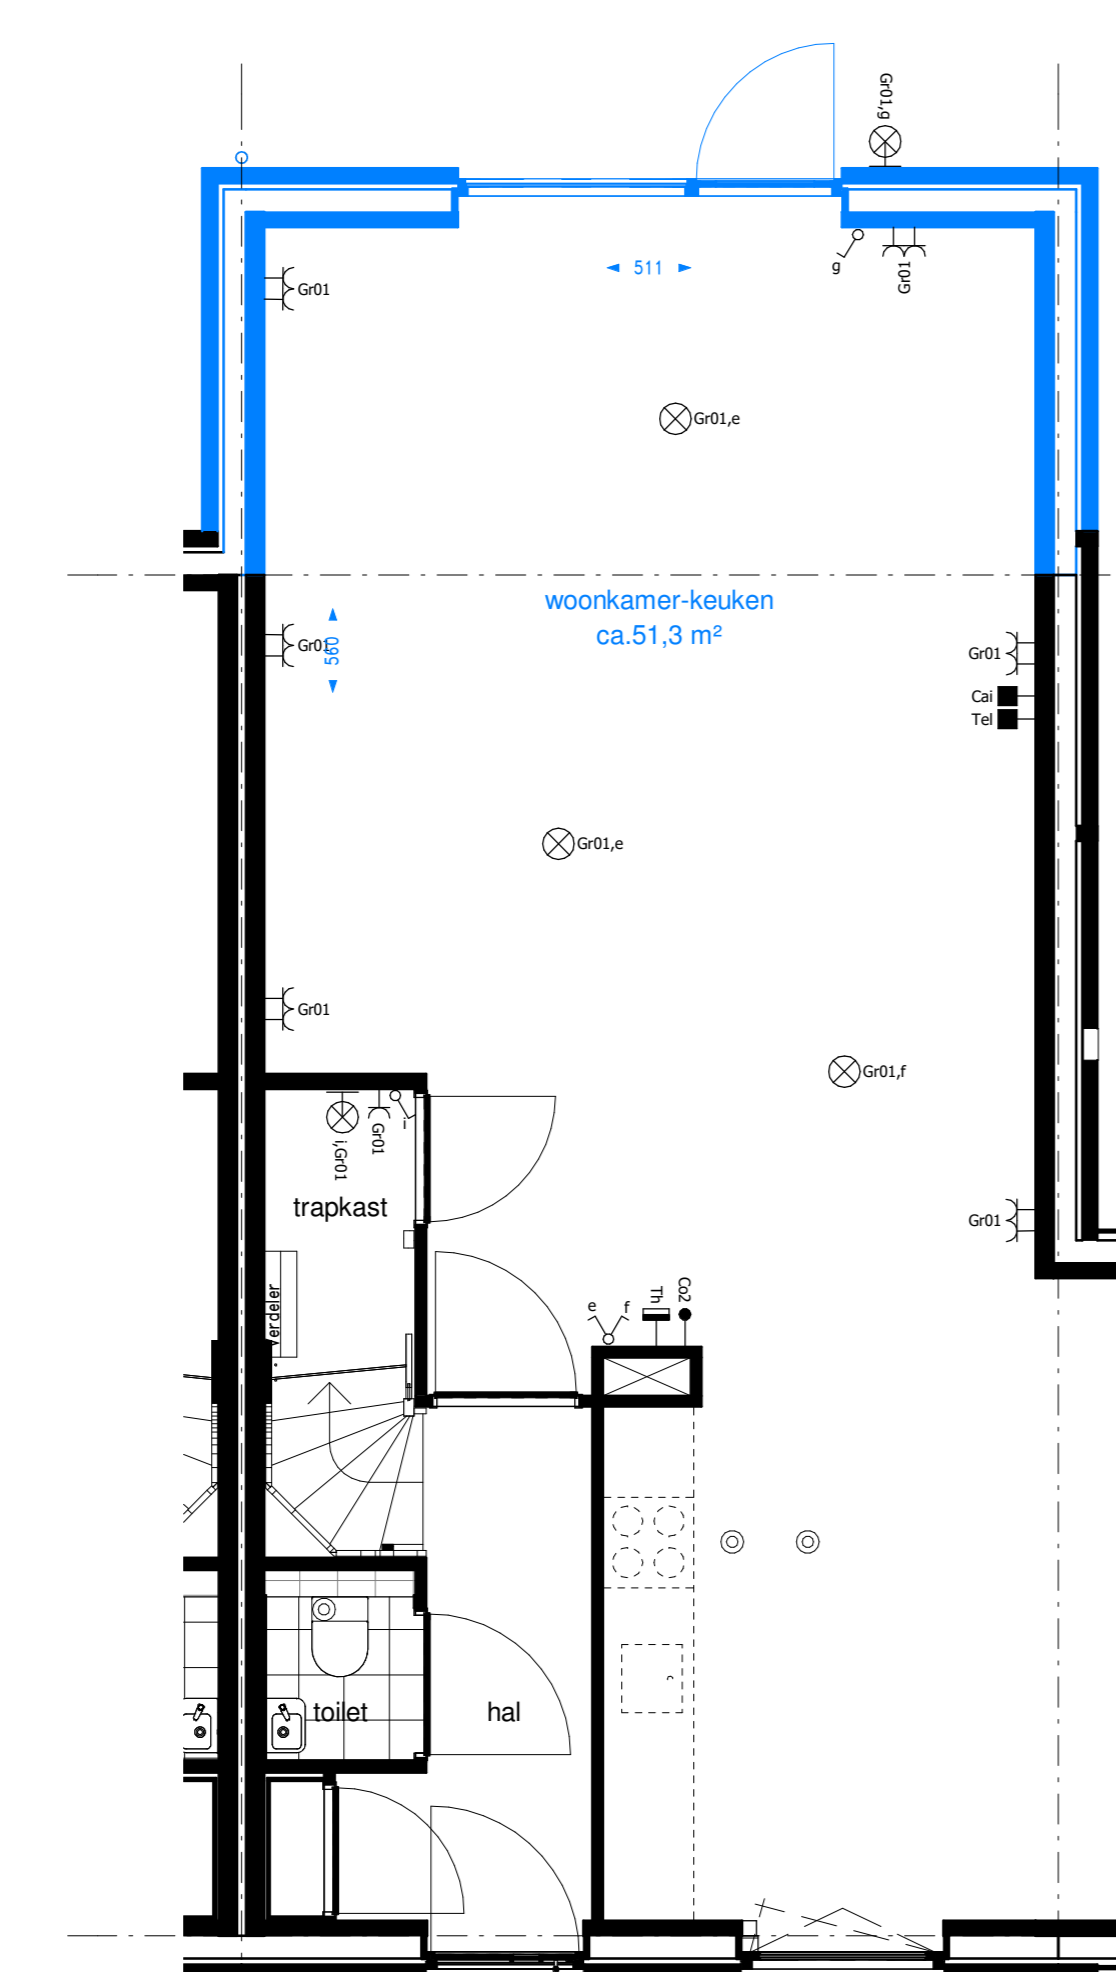 Gr01,g
g
Gr01
511
Gr01
Gr01,e
woonkamer-keuken
ca.51,3 m²
Gr01
560
Gr01
Cai
Tel
Gr01,e
Gr01
Gr01,f
i
Gr01
i,Gr01
trapkast
Gr01
verdeler
e
f
Th
Co2
toilet
hal